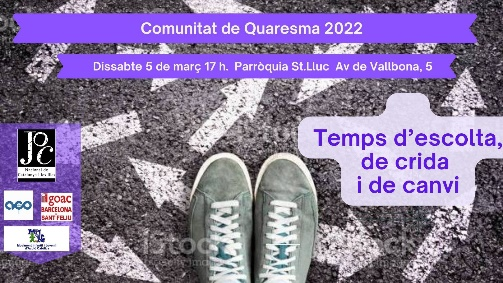 Comunitat de Quaresma 2022
Dissabte 5 de març 17 h. Parròquia St.Lluc Av de Vallbona, 5
Temps d'escolta,
de crida
i de canvi
JOC
aço
goac
BARCELONA
SANT FELIU